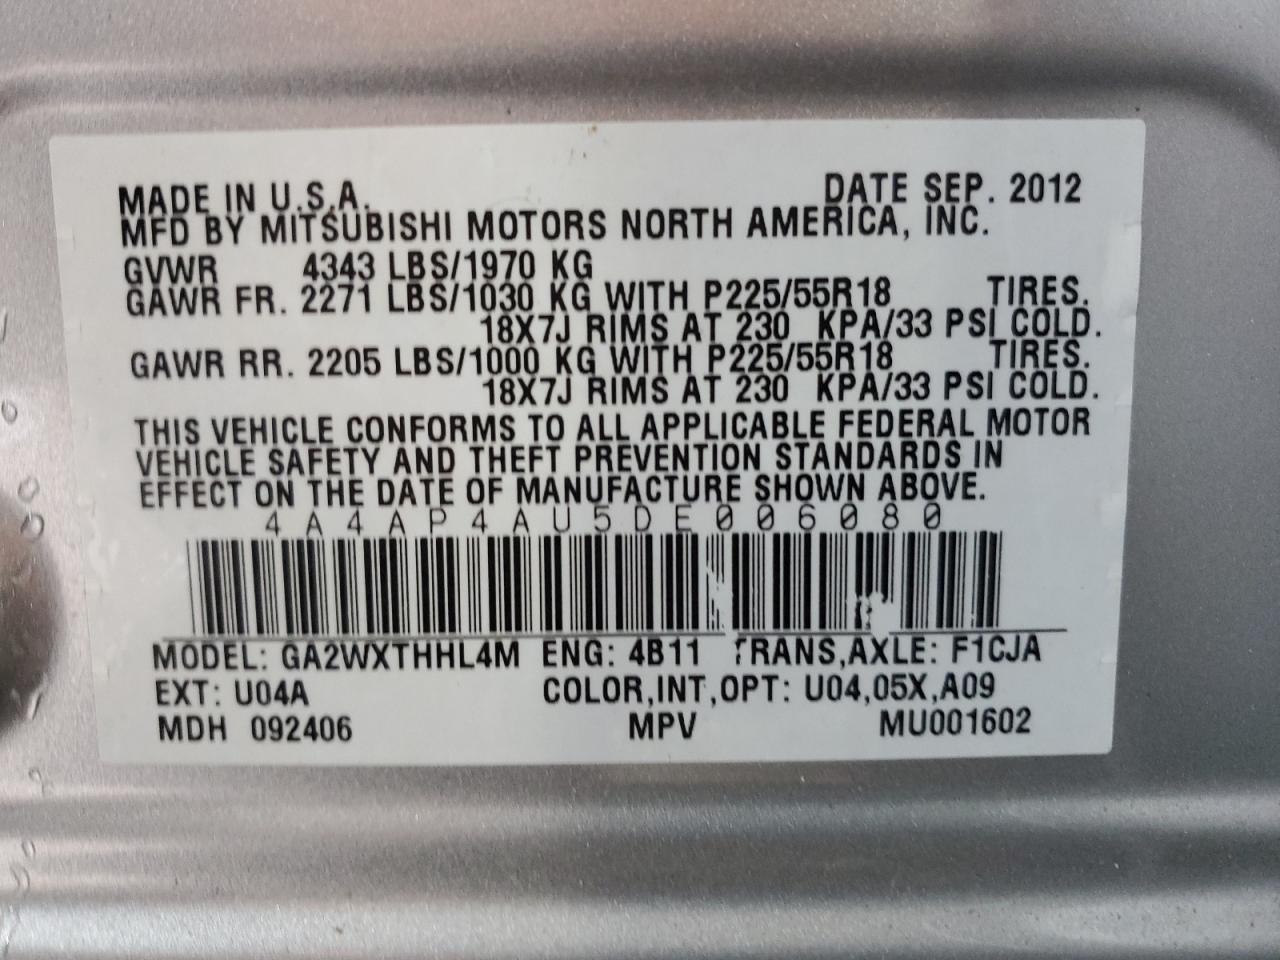 MADE IN U.S.A. DATE SEP. 2012
MFD BY MITSUBISHI MOTORS NORTH AMERICA, INC.
GVWR 4343 LBS/1970 KG
GAWR FR. 2271 LBS/1030 KG WITH P225/55R18 TIRES.
18X7J RIMS AT 230 KPA/33 PSI COLD.
GAWR RR. 2205 LBS/1000 KG WITH P225/55R18 TIRES.
18X7J RIMS AT 230 KPA/33 PSI COLD.
THIS VEHICLE CONFORMS TO ALL APPLICABLE FEDERAL MOTOR
VEHICLE SAFETY AND THEFT PREVENTION STANDARDS IN
EFFECT ON THE DATE OF MANUFACTURE SHOWN ABOVE.
4A4AP4AU5DE006080
MODEL: GA2WXTHHL4M ENG: 4B11 TRANS,AXLE: F1CJA
EXT: U04A COLOR,INT,OPT: U04,05X,A09
MDH 092406 MPV MU001602